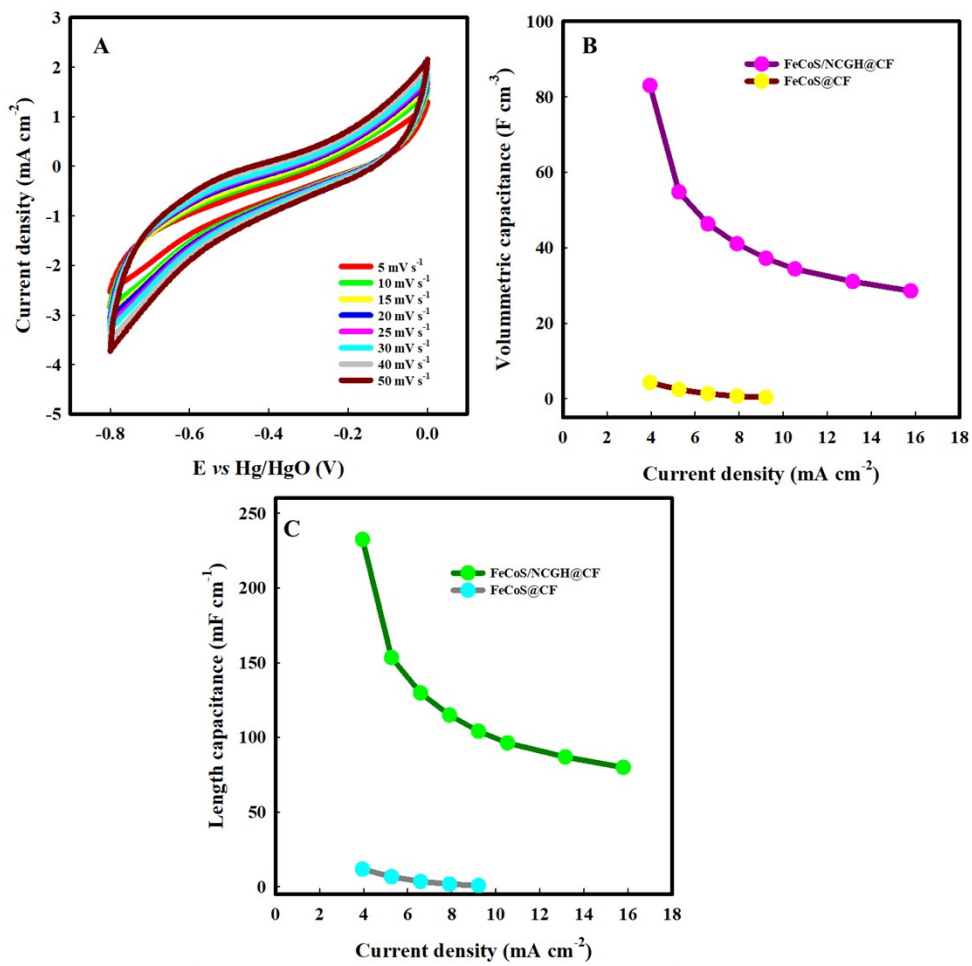 A
Current density (mA cm⁻²)
3
2
1
0
-1
-2
-3
-4
-5
5 mV s⁻¹
10 mV s⁻¹
15 mV s⁻¹
20 mV s⁻¹
25 mV s⁻¹
30 mV s⁻¹
40 mV s⁻¹
50 mV s⁻¹
-0.8 -0.6 -0.4 -0.2 0.0
E vs Hg/HgO (V)
B
Volummetric capacitance (F cm⁻³)
100
80
60
40
20
0
FeCoS/NCGH@CF
FeCoS@CF
0 2 4 6 8 10 12 14 16 18
Current density (mA cm⁻²)
C
Length capacitance (mF cm⁻¹)
250
200
150
100
50
0
FeCoS/NCGH@CF
FeCoS@CF
0 2 4 6 8 10 12 14 16 18
Current density (mA cm⁻²)